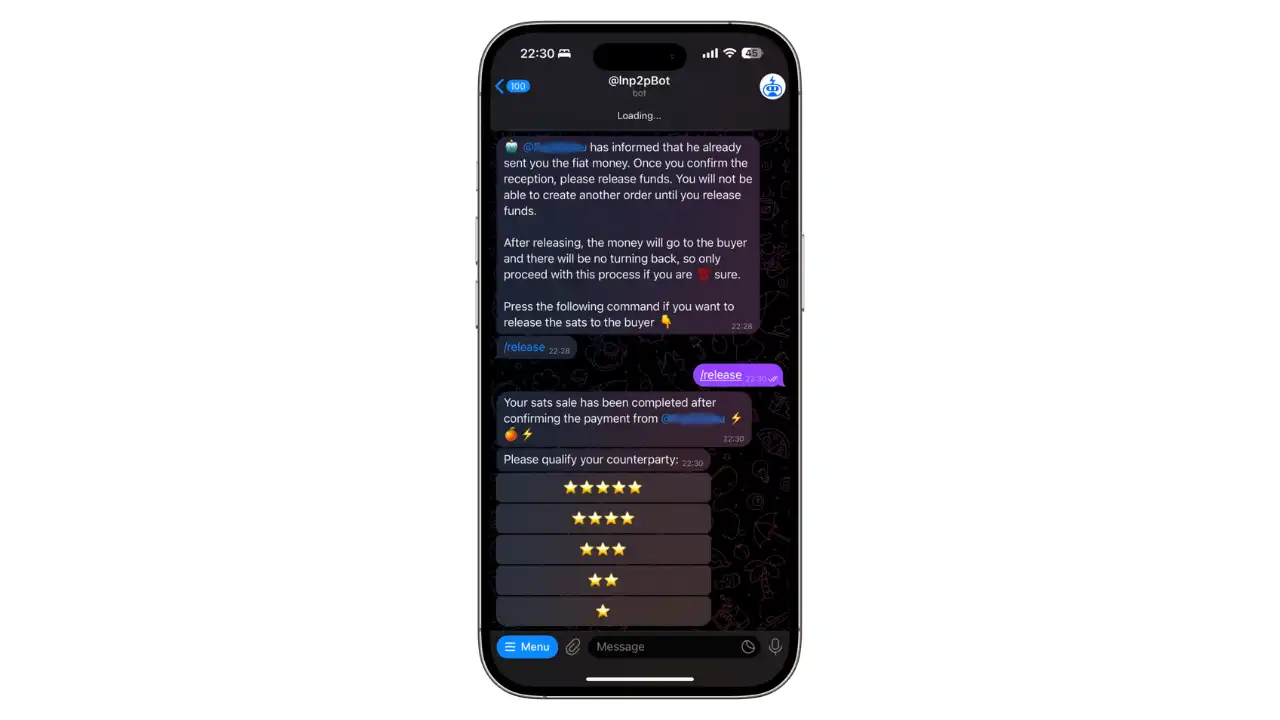 22:30
45
100
@lnp2pBot
bot
Loading...
has informed that he already
sent you the fiat money. Once you confirm the
reception, please release funds. You will not be
able to create another order until you release
funds.
After releasing, the money will go to the buyer
and there will be no turning back, so only
proceed with this process if you are 💯 sure.
Press the following command if you want to
release the sats to the buyer 👇
22:28
/release 22:28
/release 22:30
Your sats sale has been completed after
confirming the payment from
22:30
Please qualify your counterparty: 22:30
Menu
Message